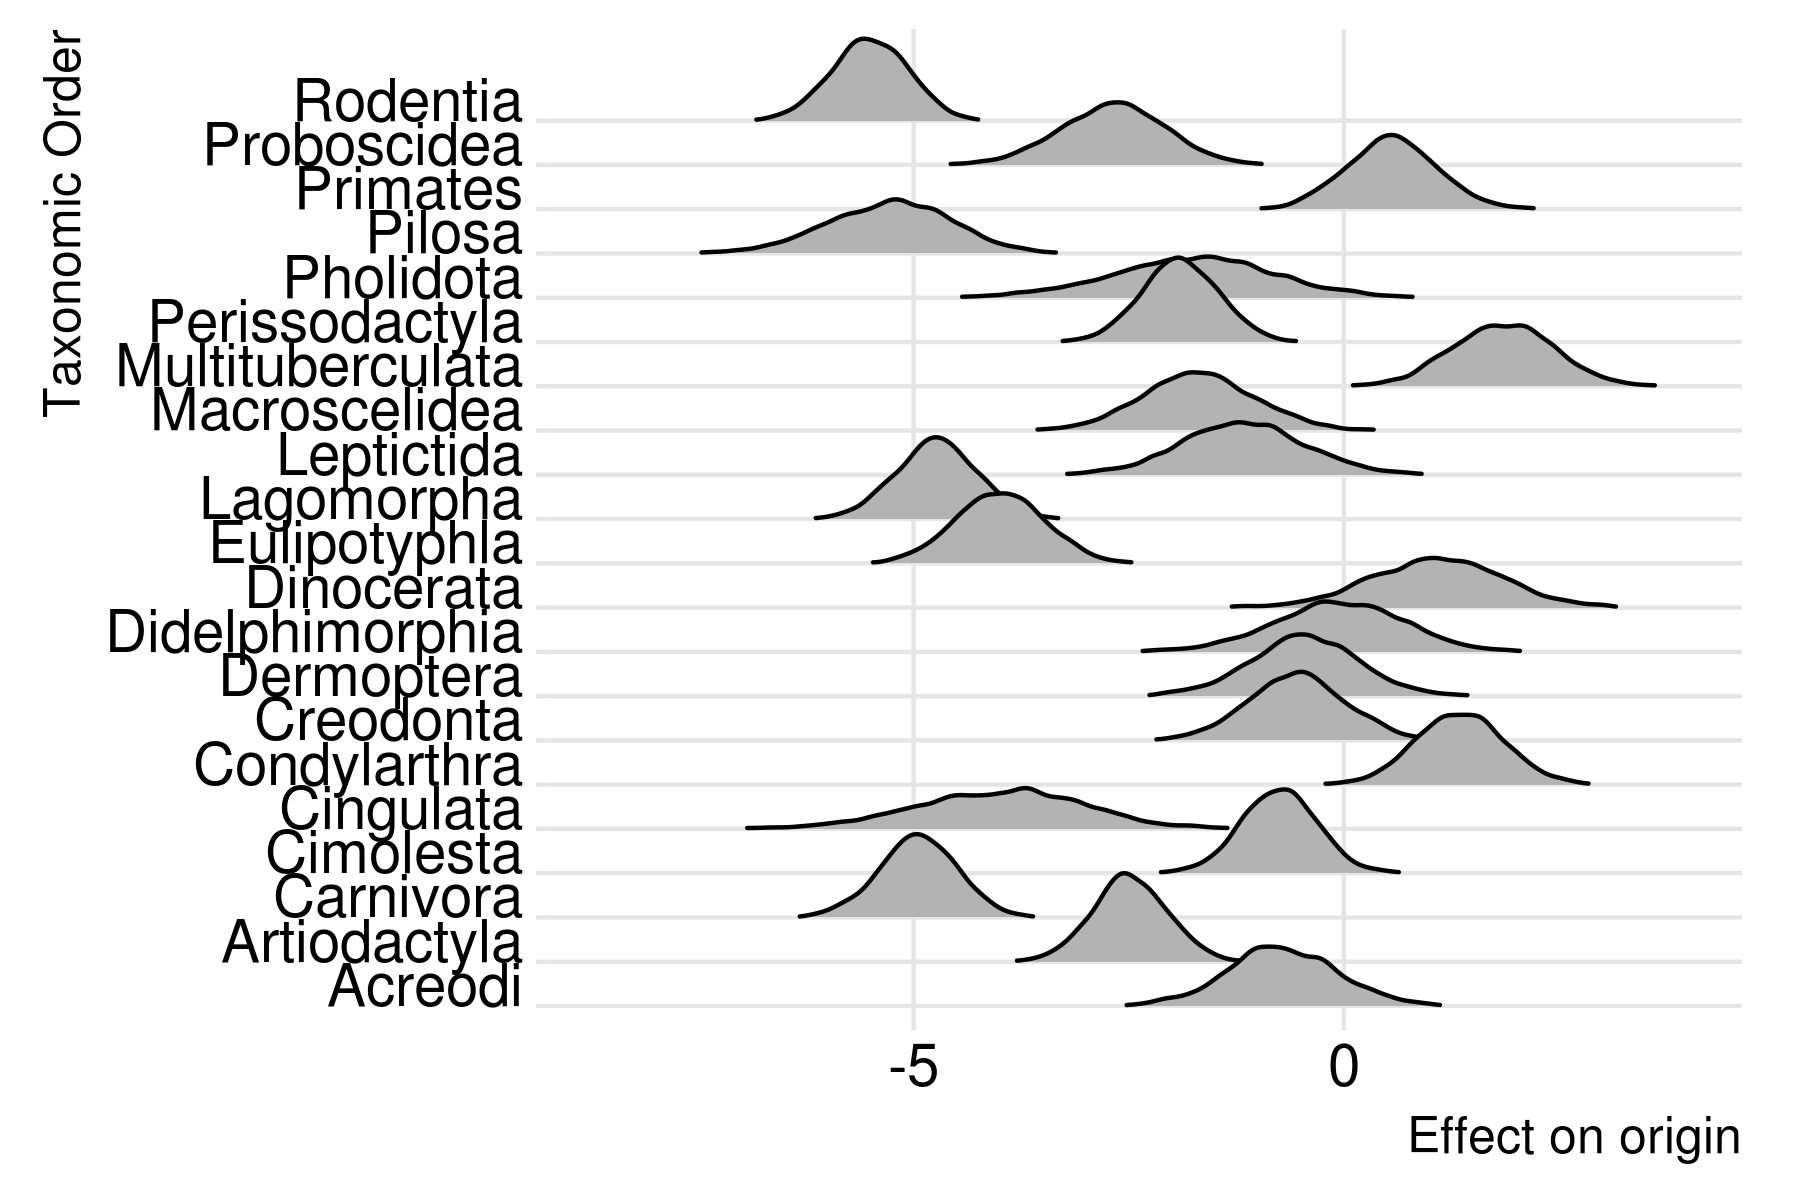 Taxonomic Order
Rodentia
Proboscidea
Primates
Pilosa
Pholidota
Perissodactyla
Multituberculata
Macroscelidea
Leptictida
Lagomorpha
Eulipotyphla
Dinocerata
Didelphimorphia
Dermoptera
Creodonta
Condylarthra
Cingulata
Cimolesta
Carnivora
Artiodactyla
Acreodi
-5 0
Effect on origin